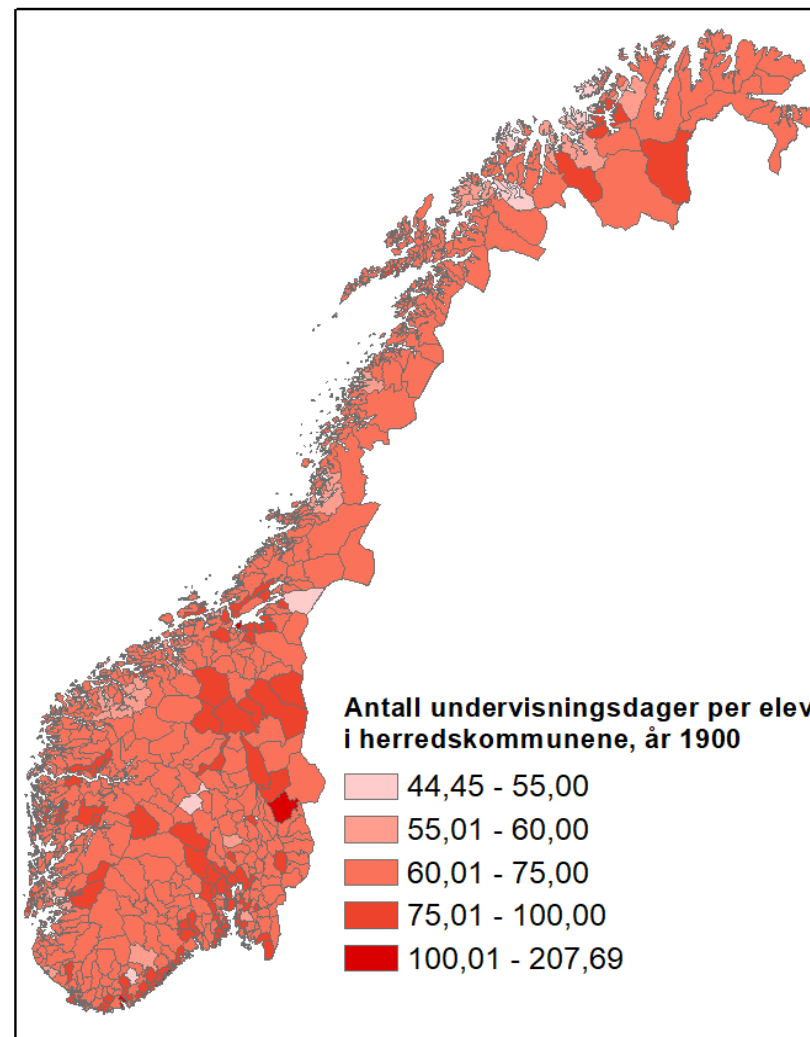 Antall undervisningsdager per elev
i herredskommunene, år 1900
44,45 - 55,00
55,01 - 60,00
60,01 - 75,00
75,01 - 100,00
100,01 - 207,69